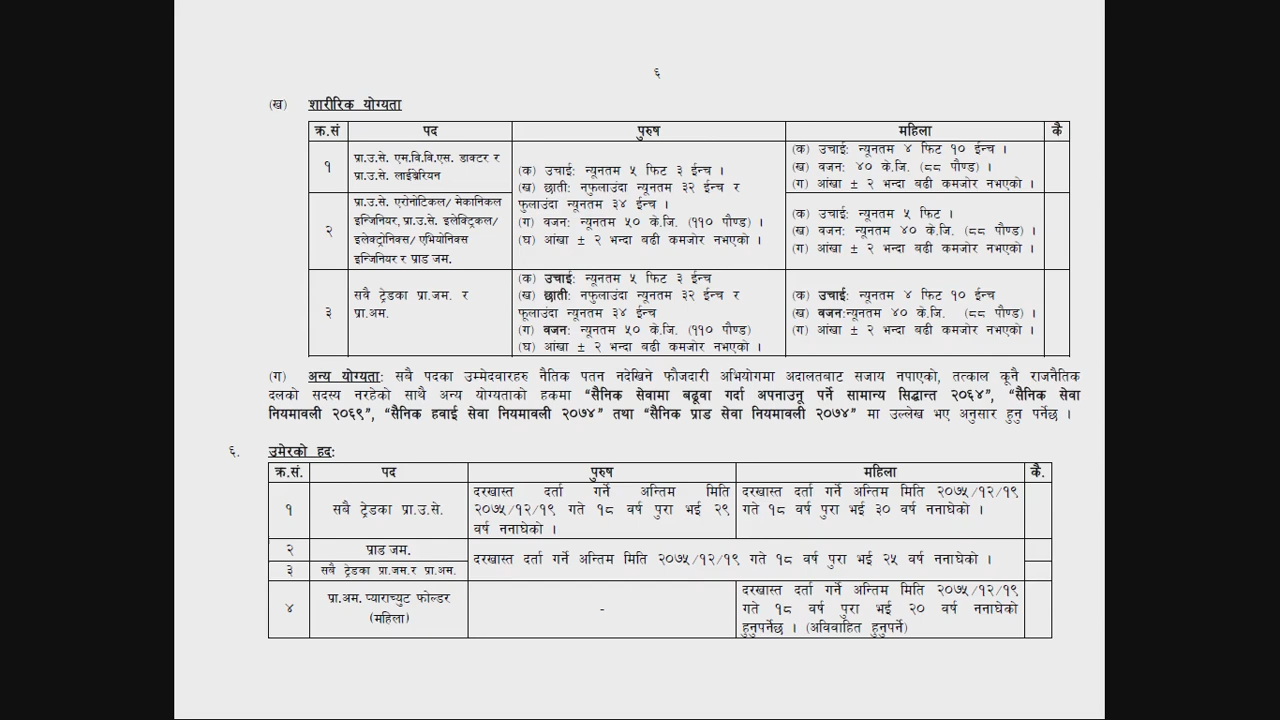 ६
(ख) शारीरिक योग्यता
क्र.सं पद पुरुष महिला कै
१ प्रा.उ.से. एम.वि.वि.एस. डाक्टर र
प्रा.उ.से. लाईब्रेरियन
(क) उचाई: न्यूनतम ५ फिट ३ ईन्च ।
(ख) छाती: नफुलाउंदा न्यूनतम ३२ ईन्च र
फुलाउंदा न्यूनतम ३४ ईन्च ।
(ग) वजन: न्यूनतम ५० के.जि. (११० पौण्ड) ।
(घ) आंखा ± २ भन्दा बढी कमजोर नभएको ।
(क) उचाई: न्यूनतम ४ फिट १० ईन्च ।
(ख) वजन: ४० के.जि. (८८ पौण्ड) ।
(ग) आंखा ± २ भन्दा बढी कमजोर नभएको ।
२ प्रा.उ.से. एरोनोटिकल/ मेकानिकल
इन्जिनियर, प्रा.उ.से. इलेक्ट्रिकल/
इलेक्ट्रोनिक्स/ एभियोनिक्स
इन्जिनियर र प्राड जम.
(क) उचाई: न्यूनतम ५ फिट ।
(ख) वजन: न्यूनतम ४० के.जि. (८८ पौण्ड) ।
(ग) आंखा ± २ भन्दा बढी कमजोर नभएको ।
३ सबै ट्रेडका प्रा.जम. र
प्रा.अम.
(क) उचाई: न्यूनतम ५ फिट ३ ईन्च
(ख) छाती: नफुलाउंदा न्यूनतम ३२ ईन्च र
फूलाउंदा न्यूनतम ३४ ईन्च
(ग) वजन: न्यूनतम ५० के.जि. (११० पौण्ड)
(घ) आंखा ± २ भन्दा बढी कमजोर नभएको ।
(क) उचाई: न्यूनतम ४ फिट १० ईन्च
(ख) वजन:न्यूनतम ४० के.जि. (८८ पौण्ड) ।
(ग) आंखा ± २ भन्दा बढी कमजोर नभएको ।
(ग) अन्य योग्यता: सबै पदका उम्मेदवारहरु नैतिक पतन नदेखिने फौजदारी अभियोगमा अदालतबाट सजाय नपाएको, तत्काल कूनै राजनैतिक
दलको सदस्य नरहेको साथै अन्य योग्यताको हकमा “सैनिक सेवामा बढूवा गर्दा अपनाउनू पर्ने सामान्य सिद्धान्त २०६४”, “सैनिक सेवा
नियमावली २०६९”, “सैनिक हवाई सेवा नियमावली २०७४” तथा “सैनिक प्राड सेवा नियमावली २०७४” मा उल्लेख भए अनुसार हुनु पर्नेछ ।
६. उमेरको हद:
क्र.सं. पद पुरुष महिला कै.
१ सबै ट्रेडका प्रा.उ.से.
दरखास्त दर्ता गर्ने अन्तिम मिति
२०७५/१२/१९ गते १८ वर्ष पुरा भई २९
वर्ष ननाघेको ।
दरखास्त दर्ता गर्ने अन्तिम मिति २०७५/१२/१९
गते १८ वर्ष पुरा भई ३० वर्ष ननाघेको ।
२ प्राड जम.
३ सबै ट्रेडका प्रा.जम.र प्रा.अम.
दरखास्त दर्ता गर्ने अन्तिम मिति २०७५/१२/१९ गते १८ वर्ष पुरा भई २५ वर्ष ननाघेको ।
४ प्रा.अम. प्याराच्युट फोल्डर
(महिला)
-
दरखास्त दर्ता गर्ने अन्तिम मिति २०७५/१२/१९
गते १८ वर्ष पुरा भई २० वर्ष ननाघेको
हुनुपर्नेछ । (अविवाहित हुनुपर्ने)